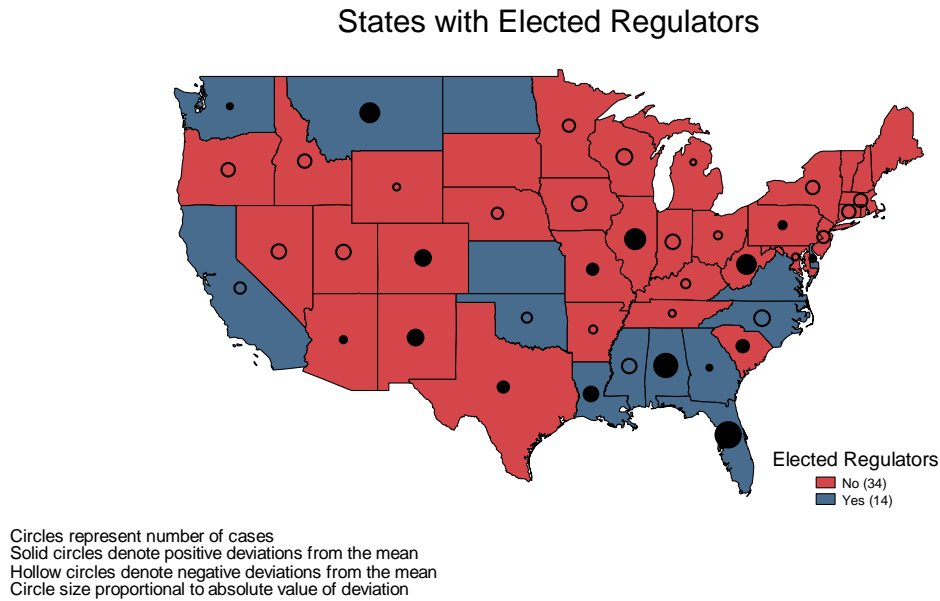 States with Elected Regulators
Elected Regulators
No (34)
Yes (14)
Circles represent number of cases
Solid circles denote positive deviations from the mean
Hollow circles denote negative deviations from the mean
Circle size proportional to absolute value of deviation